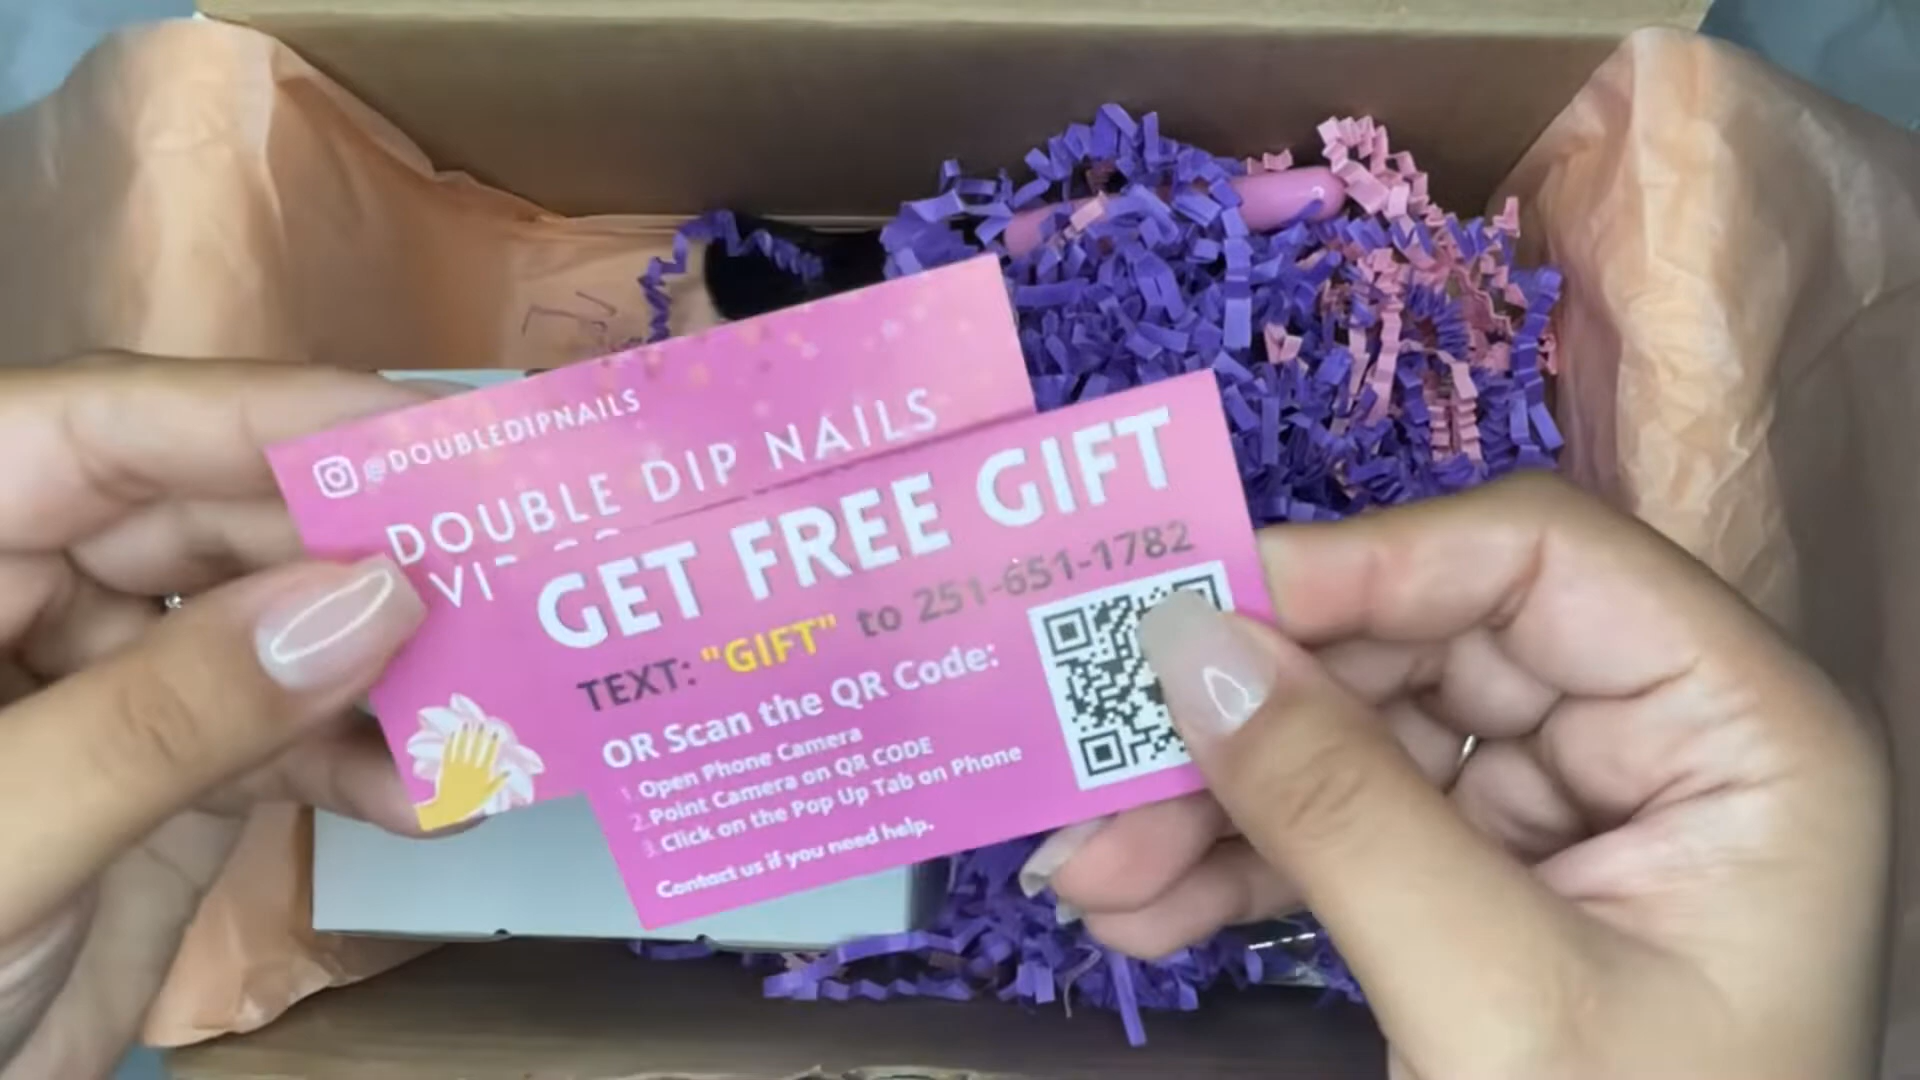 @DOUBLEDIPNAILS
DOUBLE DIP NAILS
GET FREE GIFT
TEXT: "GIFT" to 251-651-1782
OR Scan the QR Code:
1. Open Phone Camera
2. Point Camera on QR CODE
3. Click on the Pop Up Tab on Phone
Contact us if you need help.